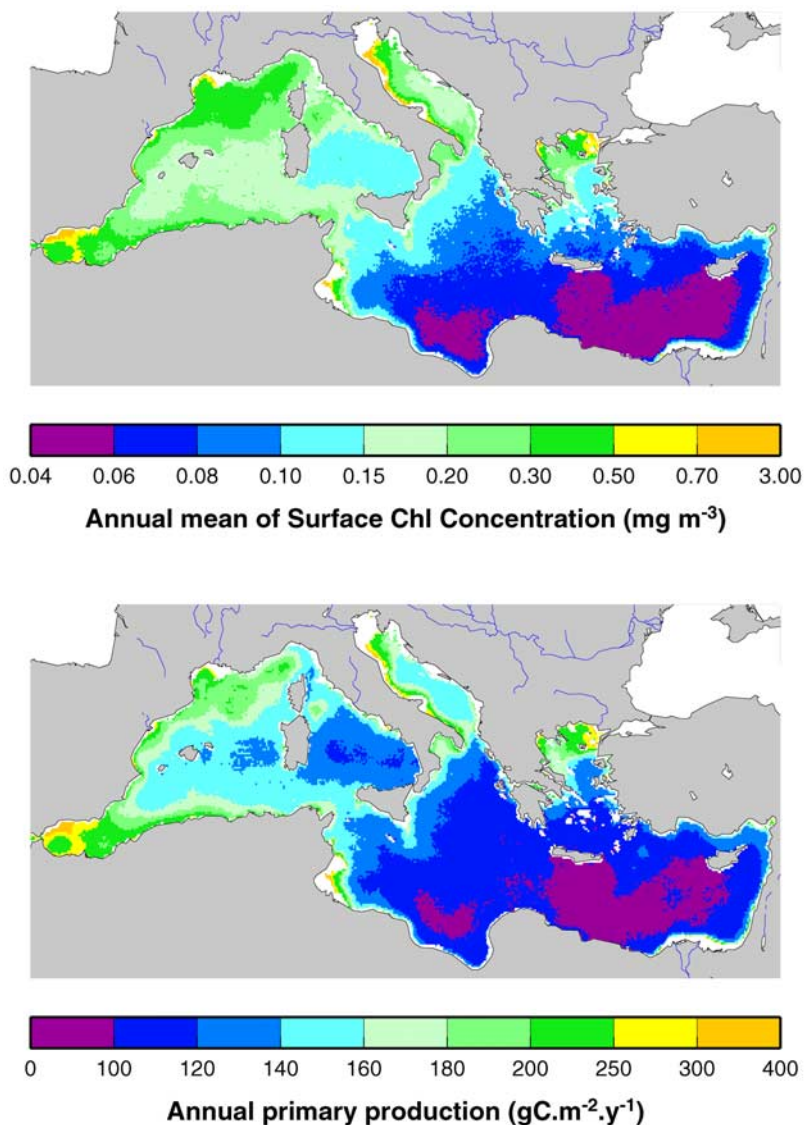 0.04 0.06 0.08 0.10 0.15 0.20 0.30 0.50 0.70 3.00
Annual mean of Surface Chl Concentration (mg m⁻³)
0 100 120 140 160 180 200 250 300 400
Annual primary production (gC.m⁻².y⁻¹)